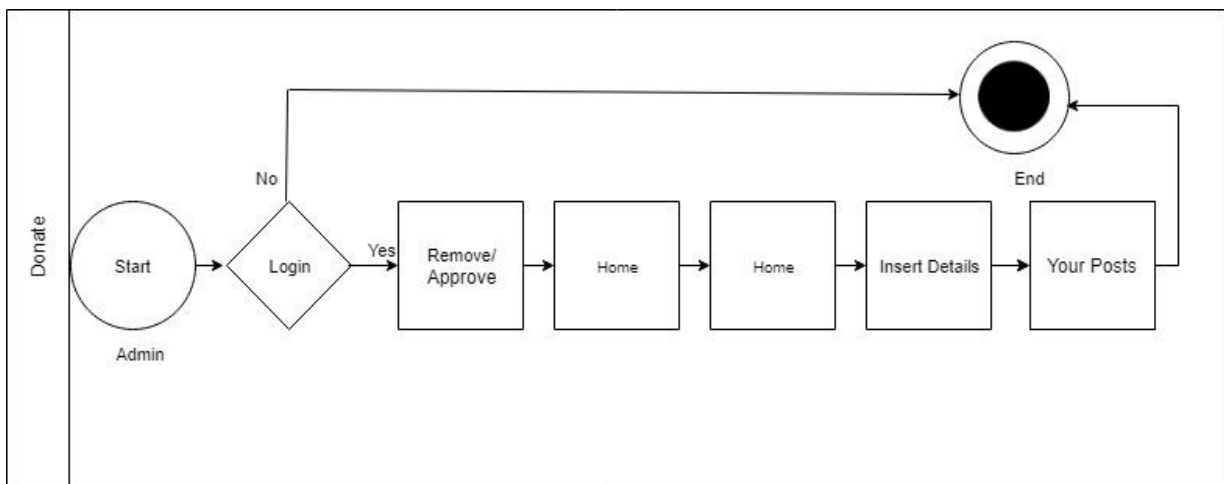 Donate
Start
Admin
Login
No
Yes
Remove/
Approve
Home
Home
Insert Details
Your Posts
End